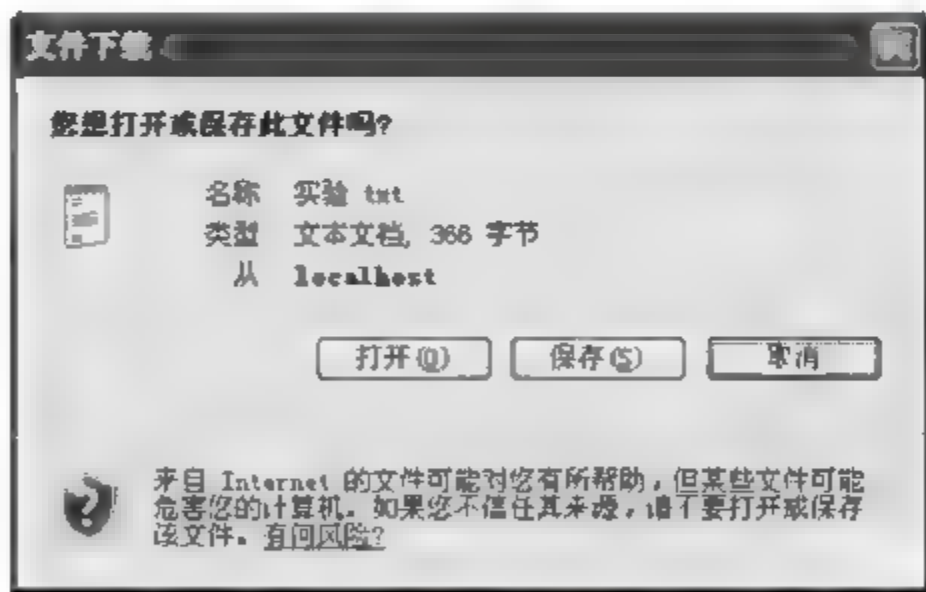 文件下载
您想打开或保存此文件吗?
名称 实验 txt
类型 文本文档, 366 字节
从 localhost
打开(O) 保存(S) 取消
来自 Internet 的文件可能对您有所帮助，但某些文件可能
危害您的计算机。如果您不信任其来源，请不要打开或保存
该文件。有何风险?